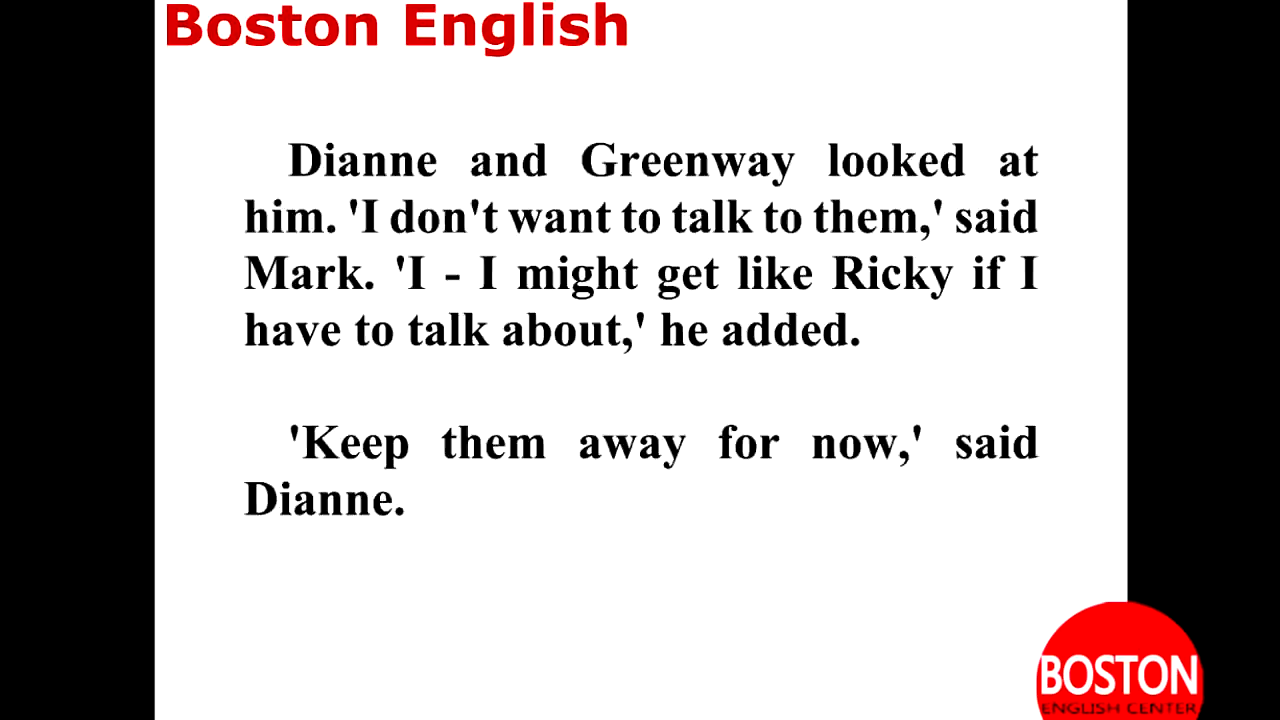 Boston English
Dianne and Greenway looked at
him. 'I don't want to talk to them,' said
Mark. 'I - I might get like Ricky if I
have to talk about,' he added.
'Keep them away for now,' said
Dianne.
BOSTON
ENGLISH CENTER